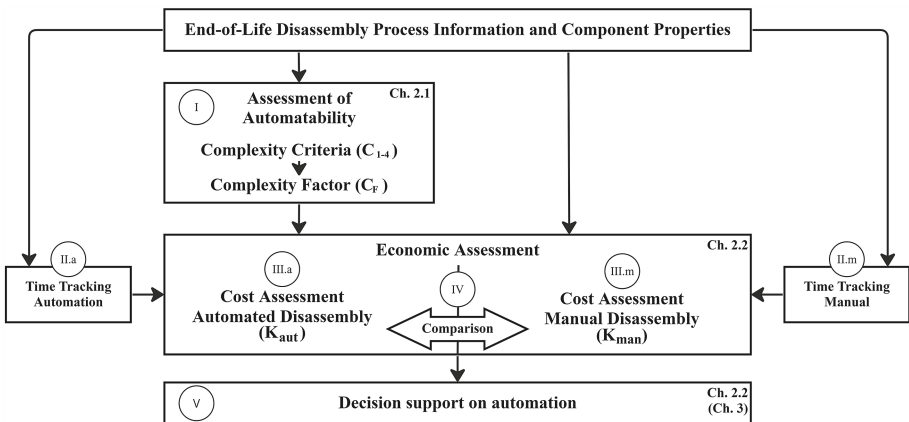 End-of-Life Disassembly Process Information and Component Properties
I
Assessment of
Automatability
Ch. 2.1
Complexity Criteria (C1-4)
Complexity Factor (CF)
II.a
Time Tracking
Automation
Economic Assessment
Ch. 2.2
III.a
Cost Assessment
Automated Disassembly
(Kaut)
IV
Comparison
III.m
Cost Assessment
Manual Disassembly
(Kman)
II.m
Time Tracking
Manual
V
Decision support on automation
Ch. 2.2
(Ch. 3)